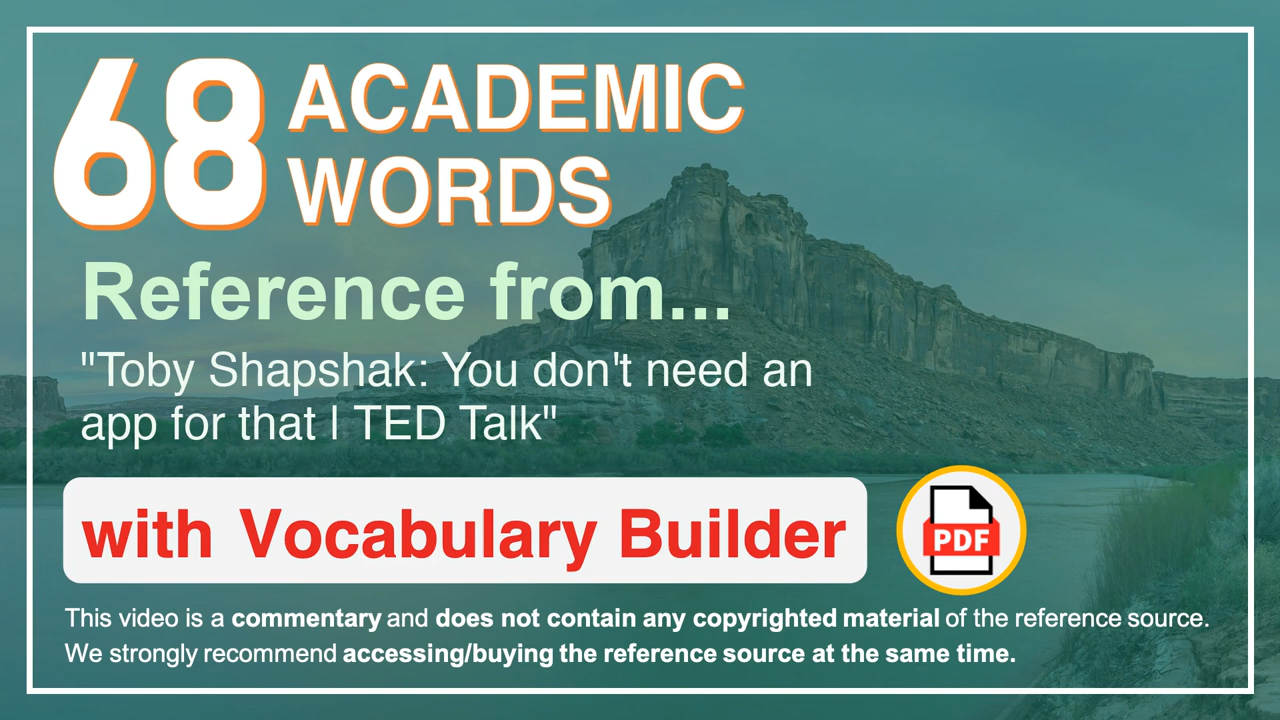 68 ACADEMIC
WORDS
Reference from...
"Toby Shapshak: You don't need an
app for that | TED Talk"
with Vocabulary Builder
PDF
This video is a commentary and does not contain any copyrighted material of the reference source.
We strongly recommend accessing/buying the reference source at the same time.